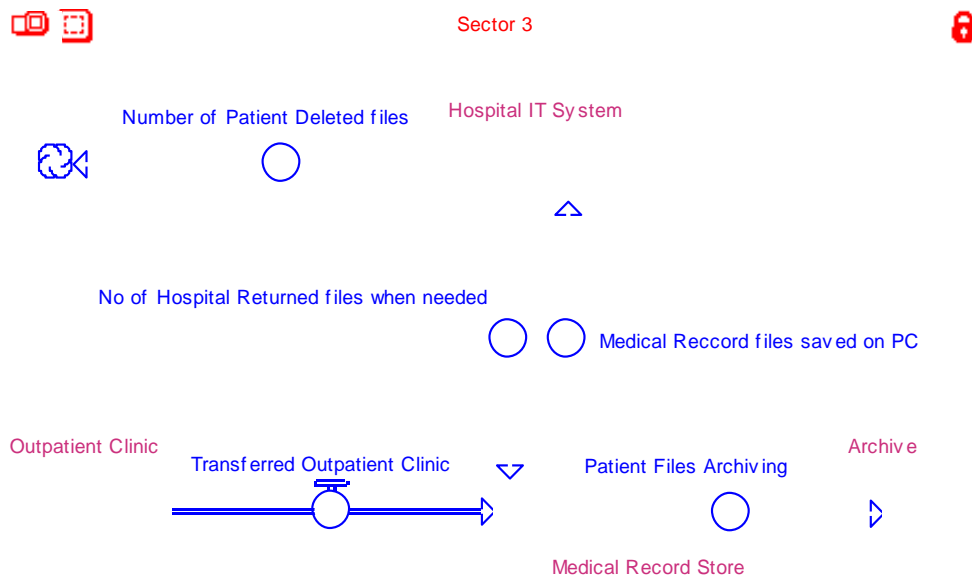 Sector 3
Number of Patient Deleted files
Hospital IT System
No of Hospital Returned files when needed
Medical Reccord files saved on PC
Outpatient Clinic
Transferred Outpatient Clinic
Patient Files Archiving
Archive
Medical Record Store